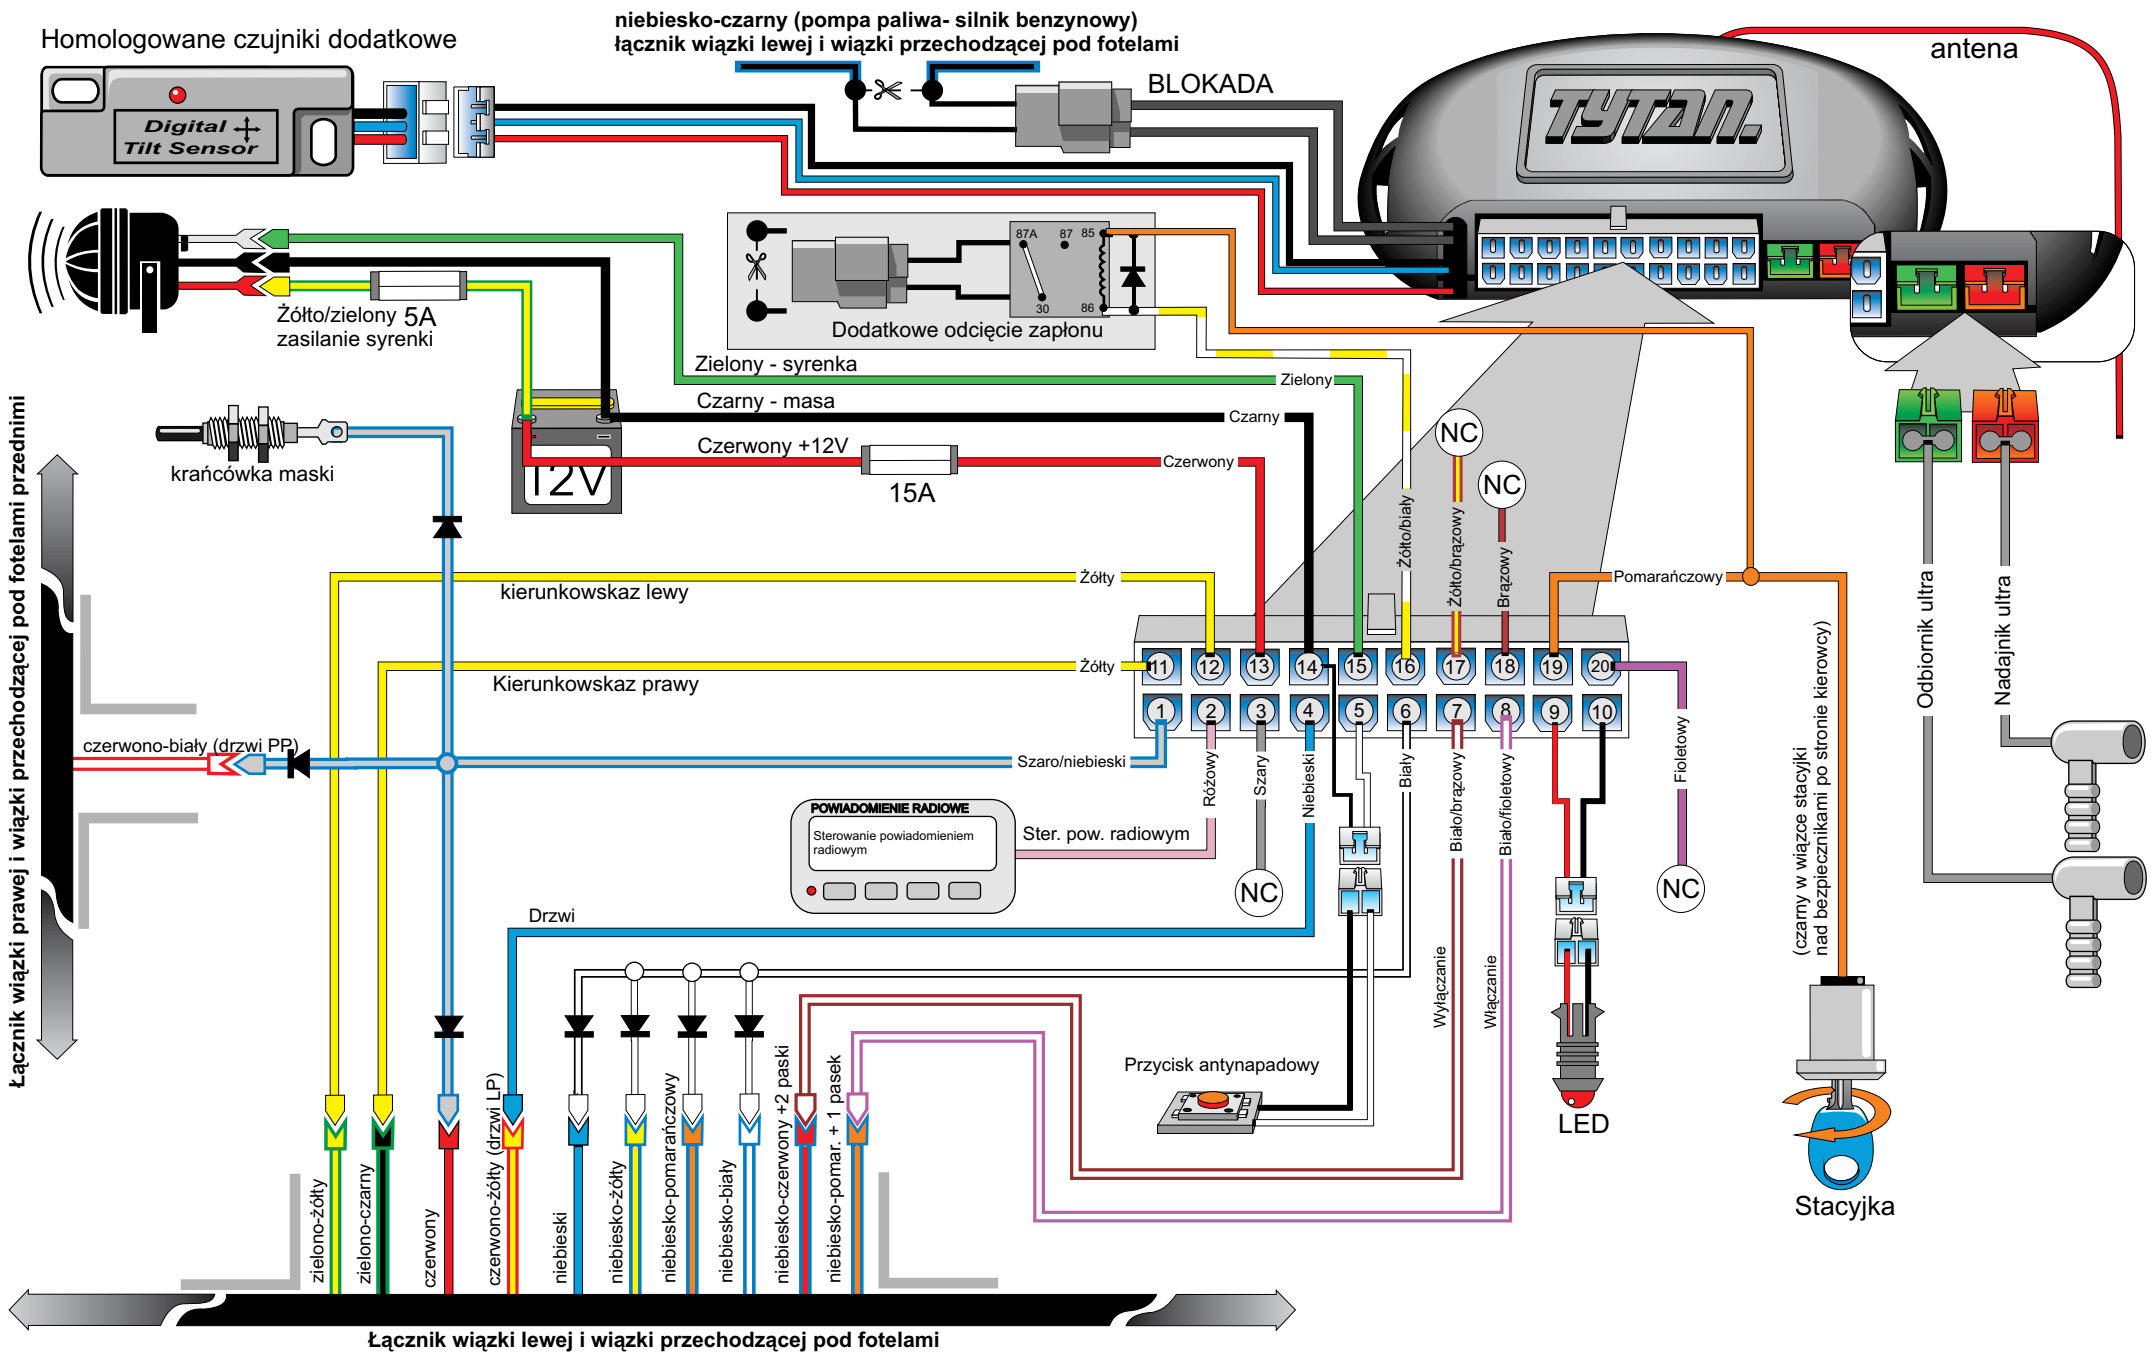 niebiesko-czarny (pompa paliwa- silnik benzynowy)
łącznik wiązki lewej i wiązki przechodzącej pod fotelami
Homologowane czujniki dodatkowe
antena
BLOKADA
TYTAN.
Digital
Tilt Sensor
87A
87
85
30
86
Dodatkowe odcięcie zapłonu
Żółto/zielony 5A
zasilanie syrenki
Zielony - syrenka
Zielony
Czarny - masa
Czarny
Czerwony +12V
Czerwony
15A
12V
krańcówka maski
NC
NC
Żółto/biały
Żółto/brązowy
Brązowy
Pomarańczowy
Żółty
kierunkowskaz lewy
Żółty
Kierunkowskaz prawy
11
12
13
14
15
16
17
18
19
20
1
2
3
4
5
6
7
8
9
10
Odbiornik ultra
Nadajnik ultra
Łącznik wiązki prawej i wiązki przechodzącej pod fotelami przednimi
czerwono-biały (drzwi PP)
Szaro/niebieski
Różowy
Szary
Niebieski
Biały
Biało/brązowy
Biało/fioletowy
Fioletowy
(czarny w wiązce stacyjki
nad bezpiecznikami po stronie kierowcy)
POWIADOMIENIE RADIOWE
Sterowanie powiadomieniem
radiowym
Ster. pow. radiowym
NC
NC
Drzwi
Wyłączanie
Włączanie
Przycisk antynapadowy
LED
Stacyjka
zielono-żółty
zielono-czarny
czerwony
czerwono-żółty (drzwi LP)
niebieski
niebiesko-żółty
niebiesko-pomarańczowy
niebiesko-biały
niebiesko-czerwony +2 paski
niebiesko-pomar. + 1 pasek
Łącznik wiązki lewej i wiązki przechodzącej pod fotelami